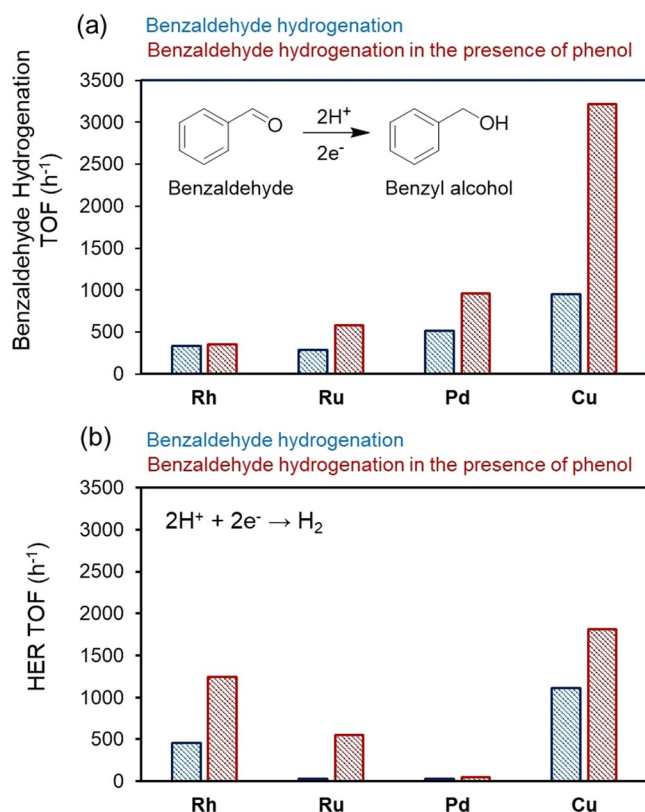 (a)
Benzaldehyde hydrogenation
Benzaldehyde hydrogenation in the presence of phenol
Benzaldehyde Hydrogenation
TOF (h⁻¹)
3500
3000
2500
2000
1500
1000
500
0
O
2H⁺
2e⁻
OH
Benzaldehyde
Benzyl alcohol
Rh Ru Pd Cu
(b)
Benzaldehyde hydrogenation
Benzaldehyde hydrogenation in the presence of phenol
HER TOF (h⁻¹)
3500
3000
2500
2000
1500
1000
500
0
2H⁺ + 2e⁻ → H₂
Rh Ru Pd Cu